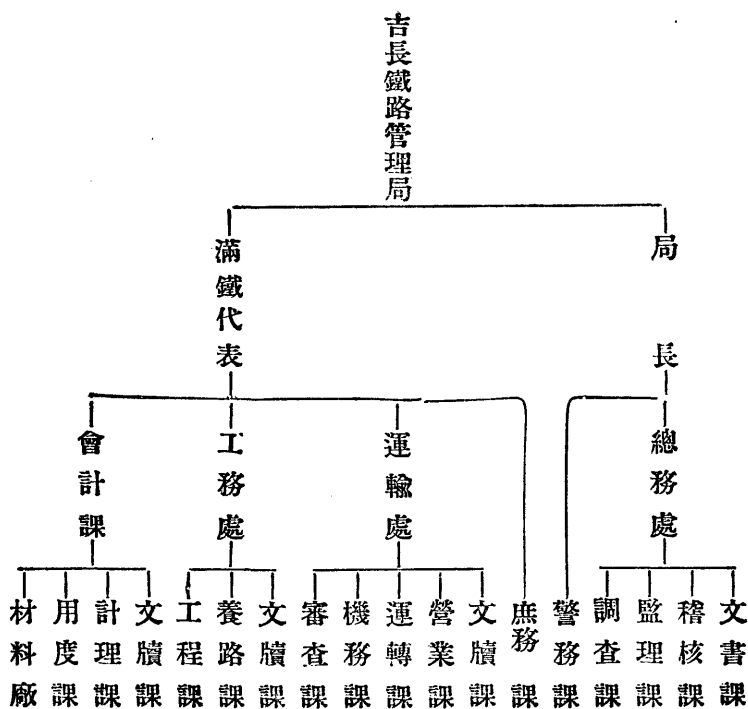 吉長鐵路管理局
局長
滿鐵代表
總務處
運輸處
工務處
會計課
文書課
稽核課
監理課
調查課
警務課
庶務課
文牘課
營業課
運轉課
機務課
審查課
文牘課
養路課
工程課
文牘課
計理課
用度課
材料廠